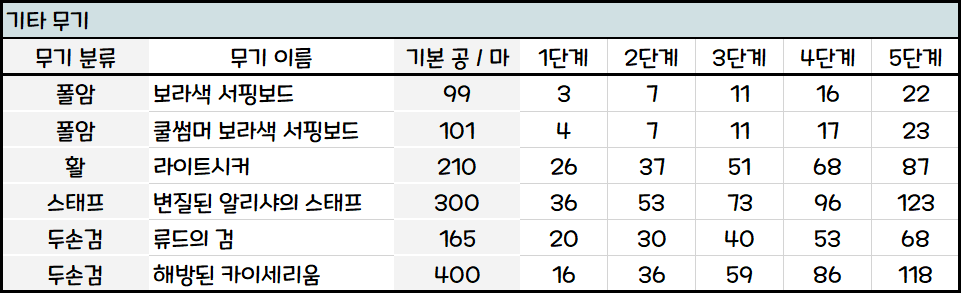 기타 무기
무기 분류 무기 이름 기본 공 / 마 1단계 2단계 3단계 4단계 5단계
폴암 보라색 서핑보드 99 3 7 11 16 22
폴암 쿨썸머 보라색 서핑보드 101 4 7 11 17 23
활 라이트시커 210 26 37 51 68 87
스태프 변질된 알리샤의 스태프 300 36 53 73 96 123
두손검 류드의 검 165 20 30 40 53 68
두손검 해방된 카이세리움 400 16 36 59 86 118